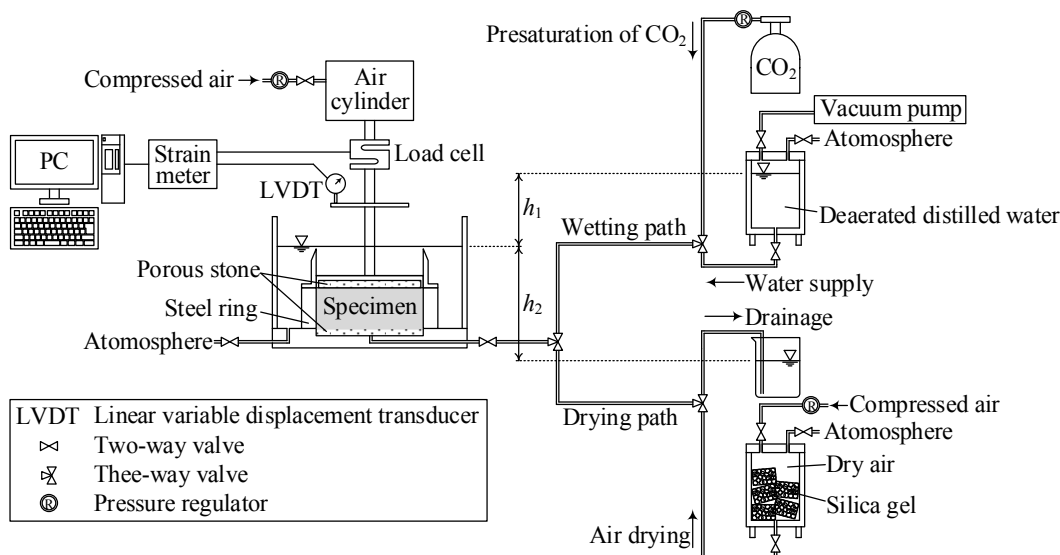 Presaturation of CO2
R
CO2
Compressed air
R
Air
cylinder
Vacuum pump
Atomosphere
PC
Strain
meter
Load cell
LVDT
h1
Deaerated distilled water
Wetting path
Porous stone
Steel ring
Specimen
h2
Water supply
Drainage
Atomosphere
Drying path
R
Compressed air
Atomosphere
Dry air
Silica gel
Air drying
LVDT Linear variable displacement transducer
Two-way valve
Thee-way valve
R Pressure regulator